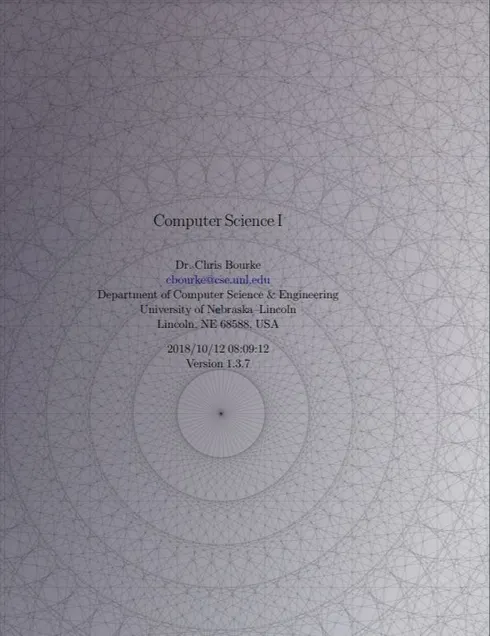 Computer Science I
Dr. Chris Bourke
cbourke@cse.unl.edu
Department of Computer Science & Engineering
University of Nebraska–Lincoln
Lincoln, NE 68588, USA
2018/10/12 08:09:12
Version 1.3.7